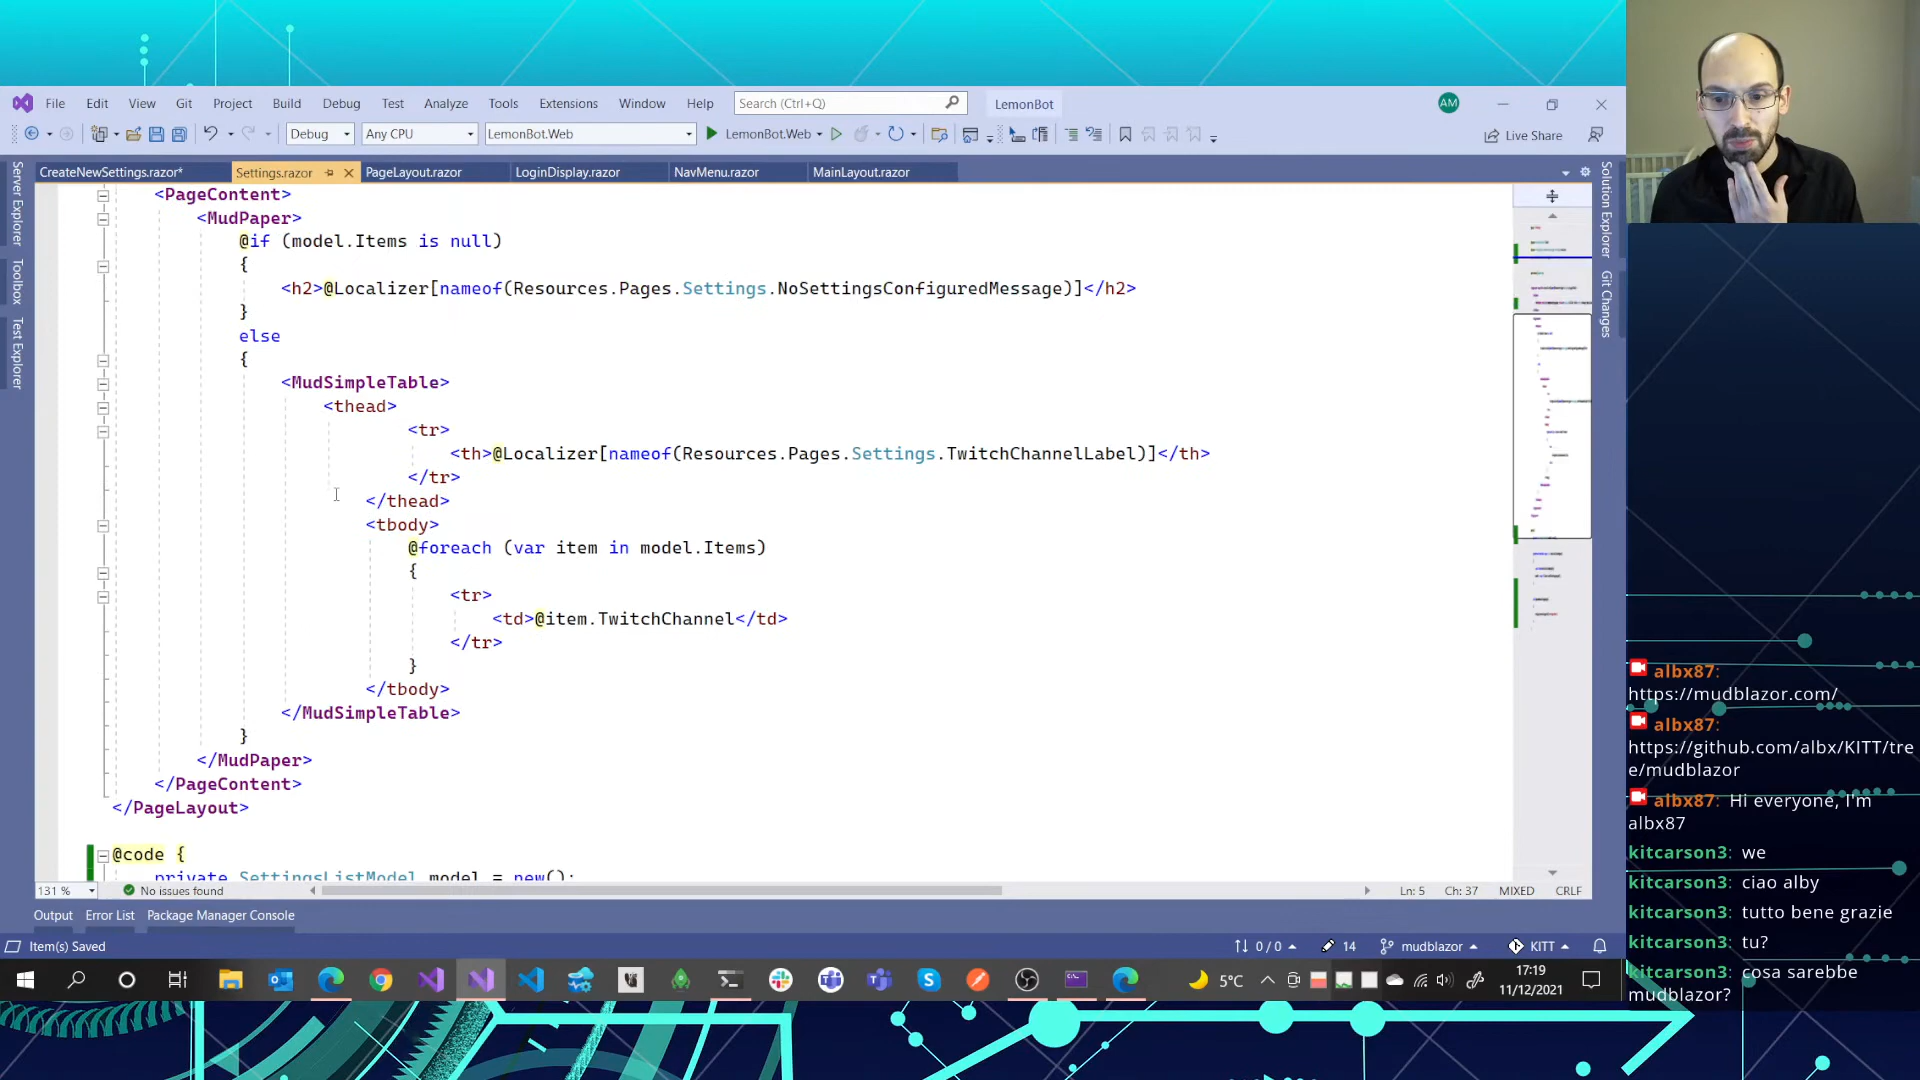 File Edit View Git Project Build Debug Test Analyze Tools Extensions Window Help Search (Ctrl+Q) LemonBot AM
Debug Any CPU LemonBot.Web LemonBot.Web Live Share
CreateNewSettings.razor* Settings.razor PageLayout.razor LoginDisplay.razor NavMenu.razor MainLayout.razor
Server Explorer
Toolbox
Test Explorer
<PageContent>
<MudPaper>
@if (model.Items is null)
{
<h2>@Localizer[nameof(Resources.Pages.Settings.NoSettingsConfiguredMessage)]</h2>
}
else
{
<MudSimpleTable>
<thead>
<tr>
<th>@Localizer[nameof(Resources.Pages.Settings.TwitchChannelLabel)]</th>
</tr>
</thead>
<tbody>
@foreach (var item in model.Items)
{
<tr>
<td>@item.TwitchChannel</td>
</tr>
}
</tbody>
</MudSimpleTable>
}
</MudPaper>
</PageContent>
</PageLayout>
@code {
private SettingsListModel model = new();
Solution Explorer
Git Changes
131 % No issues found Ln: 5 Ch: 37 MIXED CRLF
Output Error List Package Manager Console
Item(s) Saved 0 / 0 14 mudblazor KITT
5°C 17:19
11/12/2021
albx87:
https://mudblazor.com/
albx87:
https://github.com/albx/KITT/tre
e/mudblazor
albx87: Hi everyone, I'm
albx87
kitcarson3: we
kitcarson3: ciao alby
kitcarson3: tutto bene grazie
kitcarson3: tu?
kitcarson3: cosa sarebbe
mudblazor?